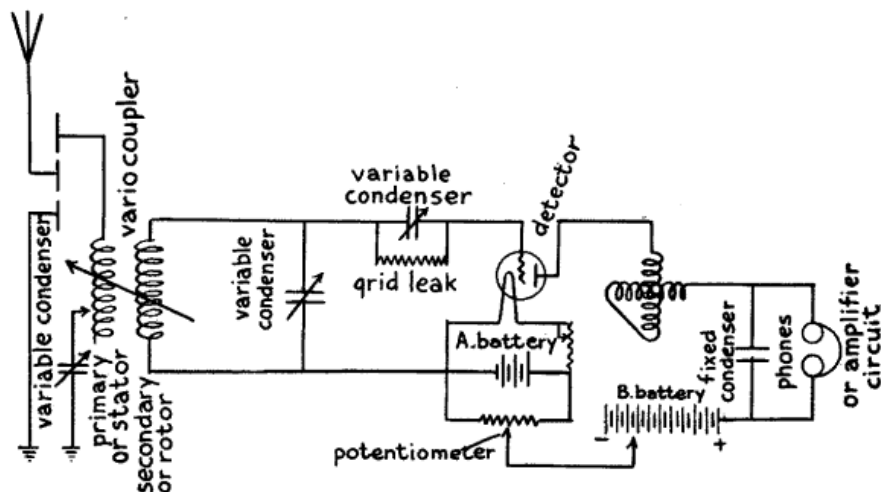 vario coupler
variable
condenser
detector
variable
condenser
grid leak
variable condenser
primary
or stator
secondary
or rotor
A.battery
B.battery
fixed
condenser
phones
or amplifier
circuit
potentiometer
-
+